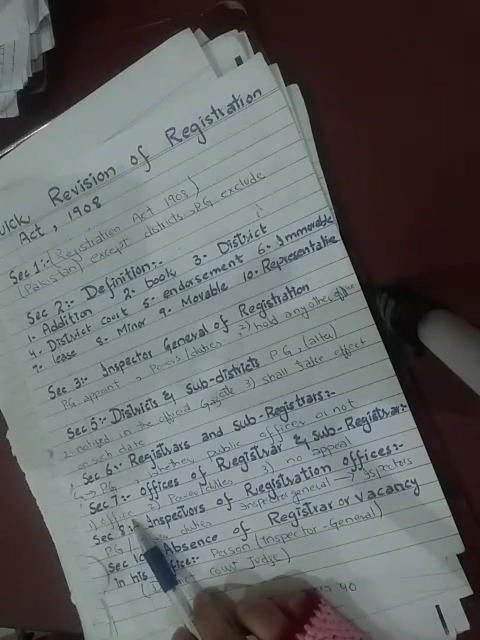 Quick Revision of Registration
Act, 1908
Sec 1:- (Registration Act 1908)
(Pakistan) except districts, PG exclude
Sec 2:- Definition:-
1. Addition 2. book 3. District
4. District court 5. endorsement 6. Immovable
7. lease 8. Minor 9. Movable 10. Representative
Sec 3:- Inspector General of Registration
PG appoint, Powers/duties 2) hold any other office
Sec 5:- Districts & sub-districts PG, (alter)
2. notified in the official Gazette 3) shall take effect
on such date
Sec 6:- Registrars and sub-Registrars:-
PG, whether public officer or not
Sec 7:- offices of Registrar & Sub-Registrar:-
1) office 2) Powers/duties 3) no appeal
Sec 8:- Inspectors of Registration offices:-
PG duties Inspector general → Inspectors
Sec 10 Absence of Registrar or vacancy
in his office:- Person (Inspector-General)
(District court Judge)
40